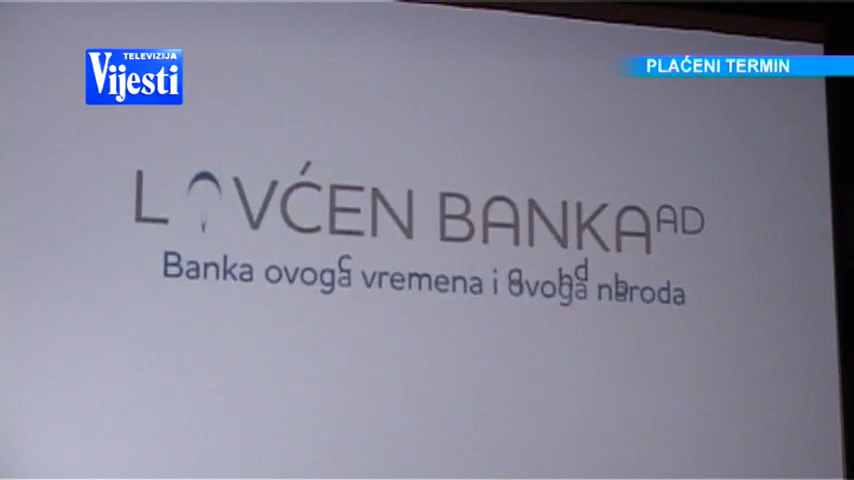 TELEVIZIJA
Vijesti
PLAĆENI TERMIN
LOVĆEN BANKA AD
Banka ovoga vremena i ovoga naroda